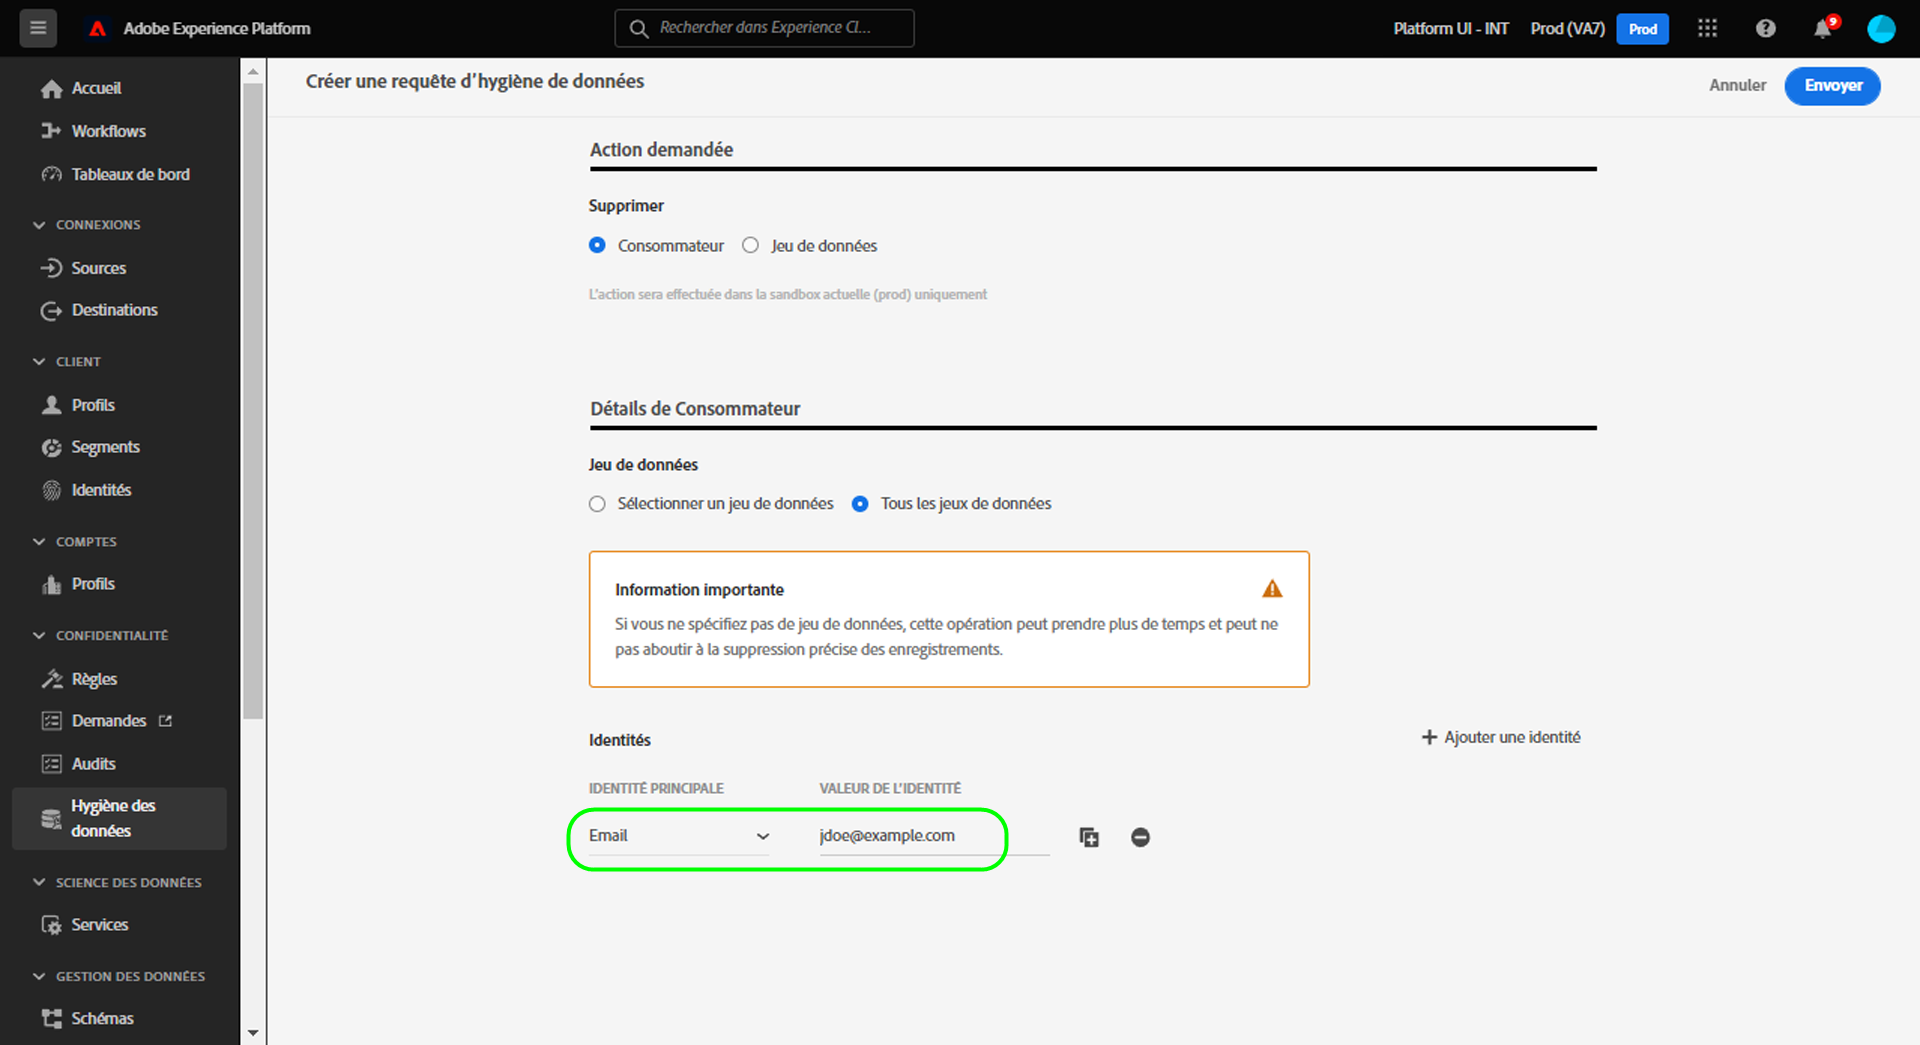 Adobe Experience Platform
Rechercher dans Experience Cl...
Platform UI - INT
Prod (VA7)
Prod
9
Accueil
Workflows
Tableaux de bord
CONNEXIONS
Sources
Destinations
CLIENT
Profils
Segments
Identités
COMPTES
Profils
CONFIDENTIALITÉ
Règles
Demandes
Audits
Hygiène des
données
SCIENCE DES DONNÉES
Services
GESTION DES DONNÉES
Schémas
Créer une requête d'hygiène de données
Annuler
Envoyer
Action demandée
Supprimer
Consommateur
Jeu de données
L'action sera effectuée dans la sandbox actuelle (prod) uniquement
Détails de Consommateur
Jeu de données
Sélectionner un jeu de données
Tous les jeux de données
Information importante
Si vous ne spécifiez pas de jeu de données, cette opération peut prendre plus de temps et peut ne
pas aboutir à la suppression précise des enregistrements.
Identités
Ajouter une identité
IDENTITÉ PRINCIPALE
VALEUR DE L'IDENTITÉ
Email
jdoe@example.com